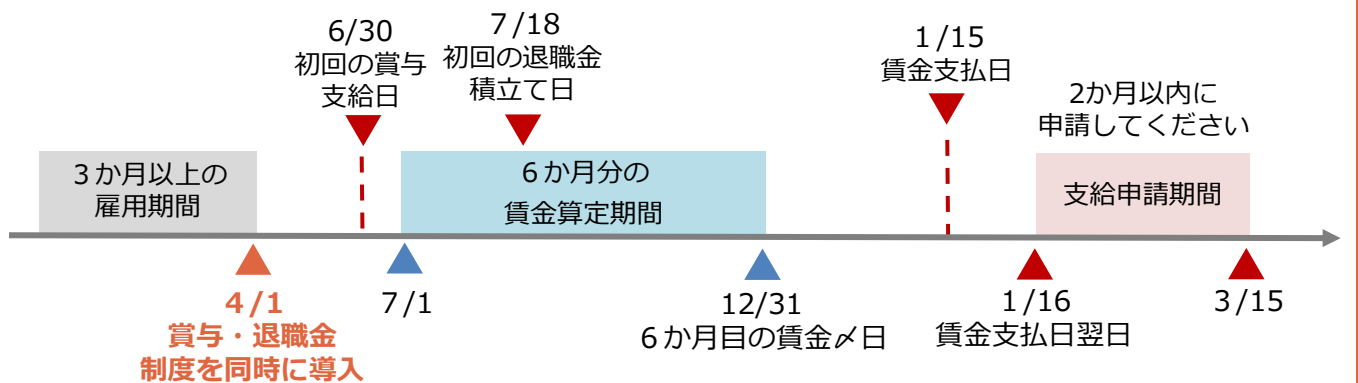 6/30
初回の賞与
支給日
7/18
初回の退職金
積立て日
1/15
賃金支払日
2か月以内に
申請してください
3か月以上の
雇用期間
6か月分の
賃金算定期間
支給申請期間
4/1
賞与・退職金
制度を同時に導入
7/1
12/31
6か月目の賃金〆日
1/16
賃金支払日翌日
3/15